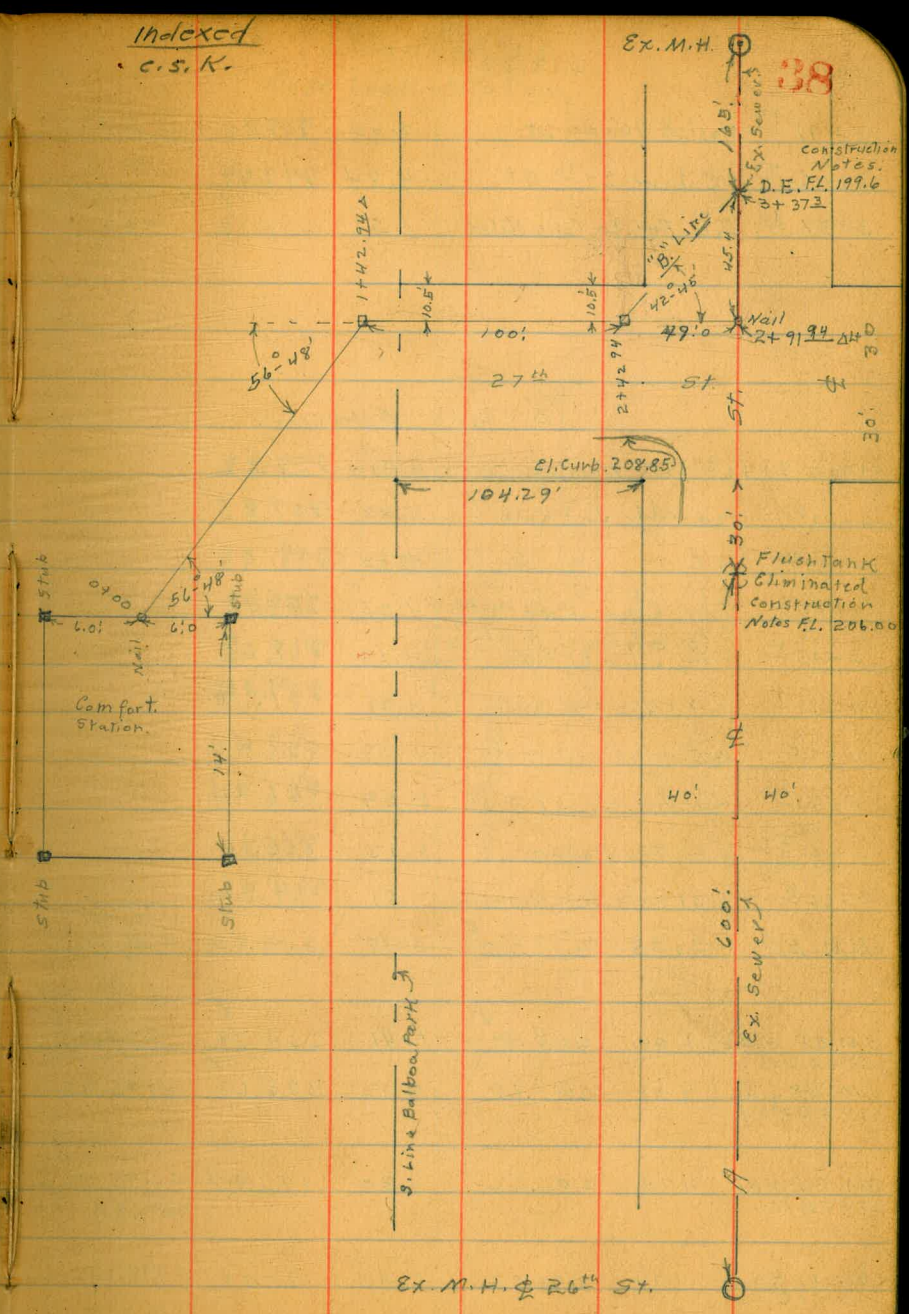 Indexed
C.S.K.
Ex. M.H.
38
165'
Ex. Sewer
Construction
Notes.
D.E. F.L. 199.6
3+37 3
45.4
"B" Line
42°-45'
1+42.94 Δ
10.5'
10.5'
100'
2+42 94
49.0
Nail
2+91 94 Δ4
56°-48'
27th St.
St.
30
30'
El. Curb. 208.85
104.29'
30'
Flush Tank
Eliminated
Construction
Notes F.L. 206.00
Stub
0+00
56°-48'
Stub
6.0'
6.0
Nail
Comfort.
Station.
14'
40'
40'
Stub
Stub
600'
Ex. Sewer
S. Line Balboa Park
Ex. M.H. ℄ 26th St.